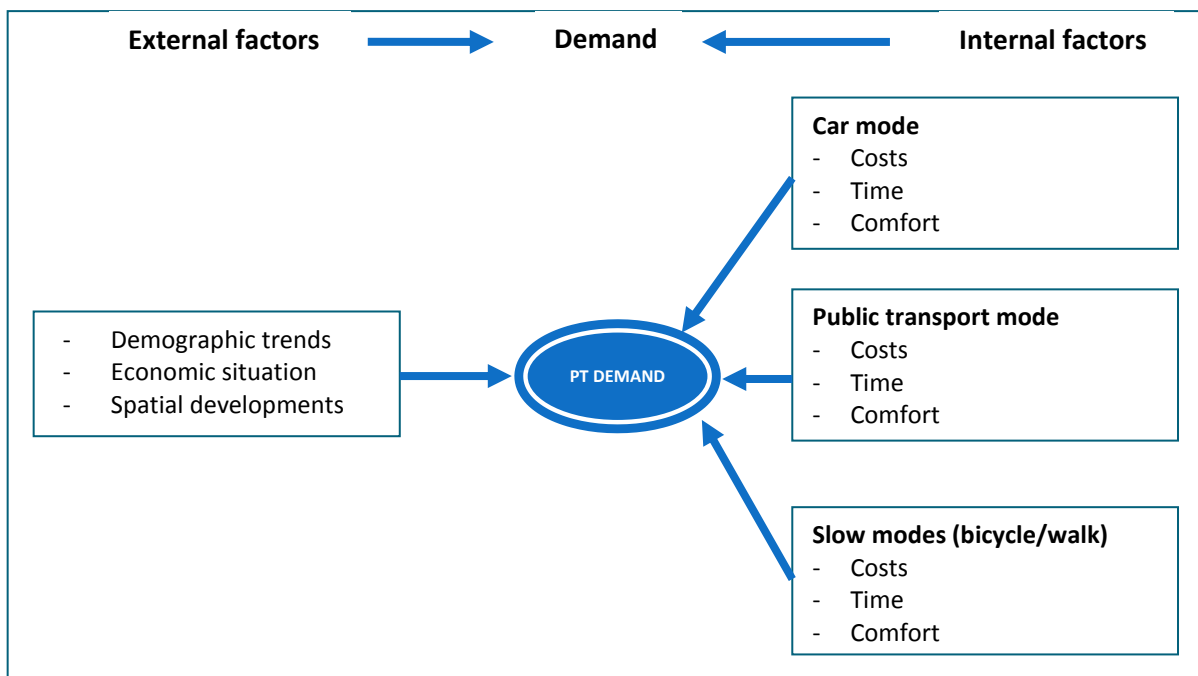 External factors
Demand
Internal factors
Car mode
- Costs
- Time
- Comfort
- Demographic trends
- Economic situation
- Spatial developments
PT DEMAND
Public transport mode
- Costs
- Time
- Comfort
Slow modes (bicycle/walk)
- Costs
- Time
- Comfort